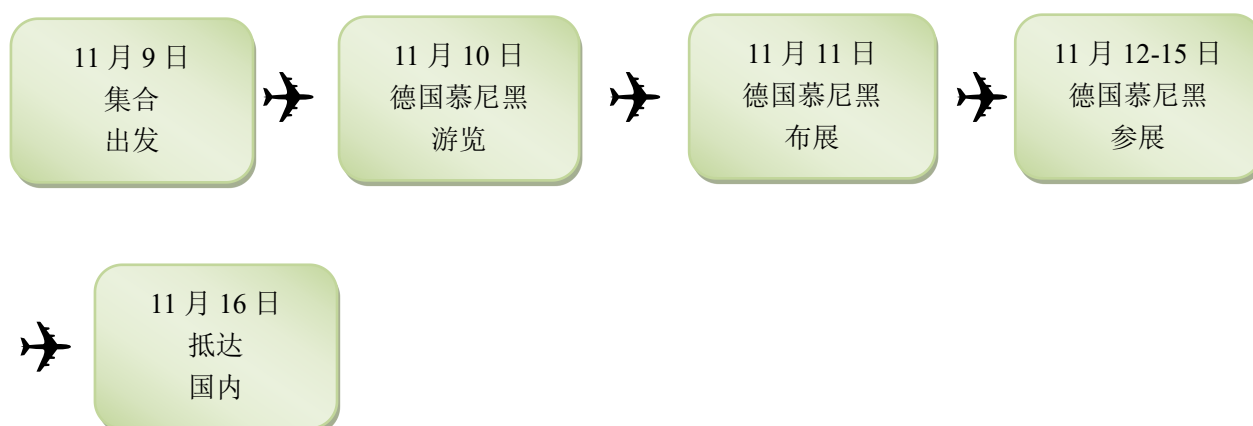 11 月 9 日
集合
出发
11 月 10 日
德国慕尼黑
游览
11 月 11 日
德国慕尼黑
布展
11 月 12-15 日
德国慕尼黑
参展
11 月 16 日
抵达
国内